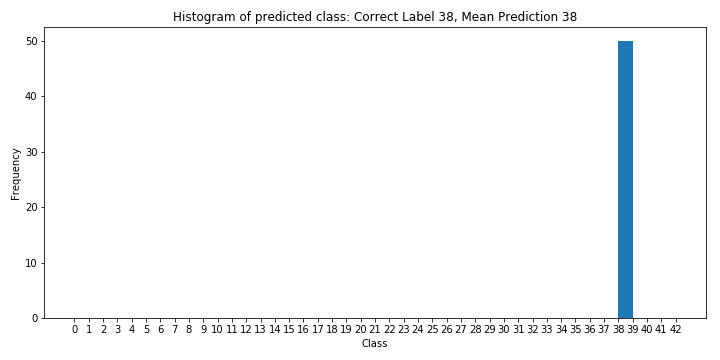 Histogram of predicted class: Correct Label 38, Mean Prediction 38
50
40
30
20
10
0
Frequency
0 1 2 3 4 5 6 7 8 9 10 11 12 13 14 15 16 17 18 19 20 21 22 23 24 25 26 27 28 29 30 31 32 33 34 35 36 37 38 39 40 41 42
Class